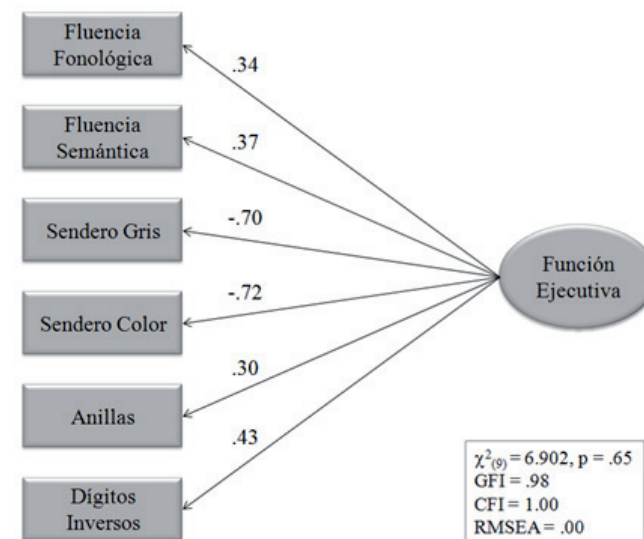 Fluencia
Fonológica
.34
Fluencia
Semántica
.37
Sendero Gris
-.70
Sendero Color
-.72
Anillas
.30
Dígitos
Inversos
.43
Función
Ejecutiva
χ²(9) = 6.902, p = .65
GFI = .98
CFI = 1.00
RMSEA = .00